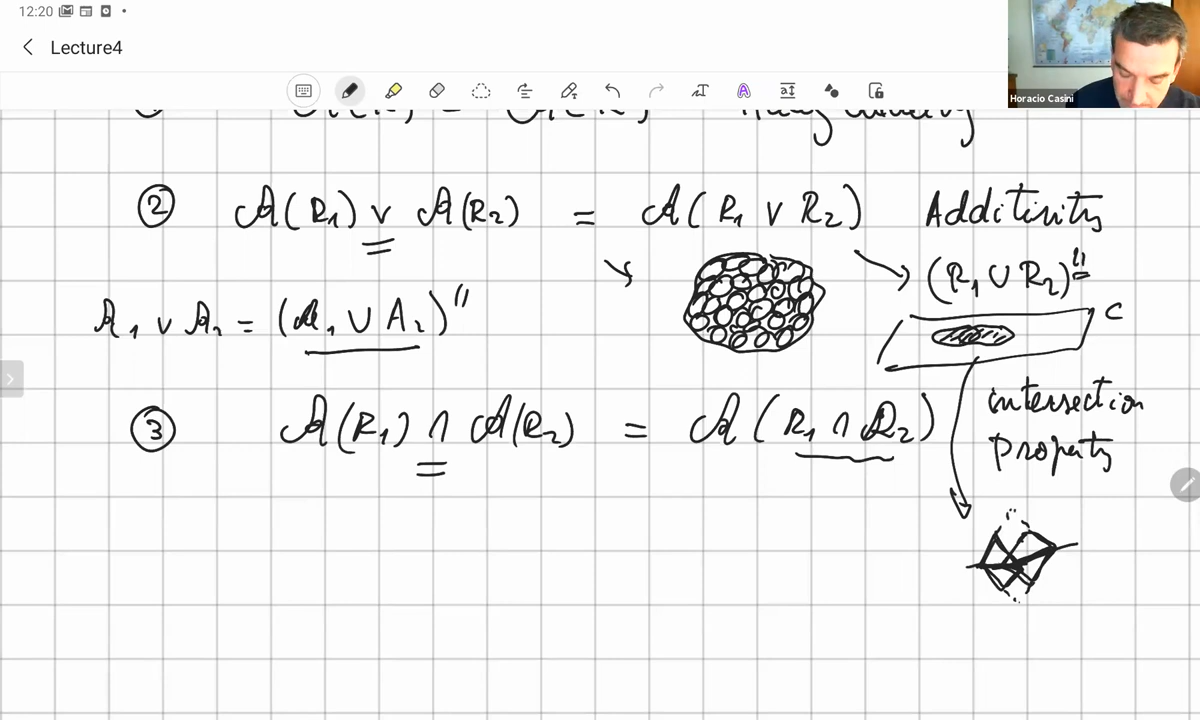 12:20
Lecture4
Horacio Casini
② 𝒜(R₁) ∨ 𝒜(R₂) = 𝒜(R₁ ∨ R₂) Additivity
(R₁ ∪ R₂)''
𝒜₁ ∨ 𝒜₂ = (𝒜₁ ∪ A₂)''
C
③ 𝒜(R₁) ∩ 𝒜(R₂) = 𝒜(R₁ ∩ R₂) intersection
property